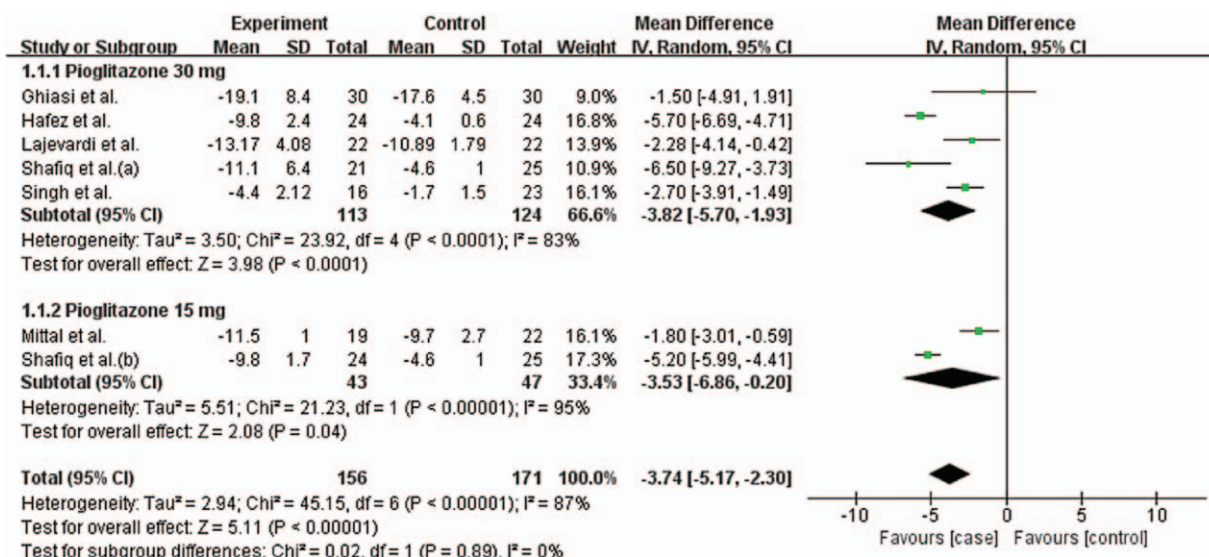 Experiment Control Mean Difference Mean Difference
Study or Subgroup Mean SD Total Mean SD Total Weight IV, Random, 95% CI IV, Random, 95% CI
1.1.1 Pioglitazone 30 mg
Ghiasi et al. -19.1 8.4 30 -17.6 4.5 30 9.0% -1.50 [-4.91, 1.91]
Hafez et al. -9.8 2.4 24 -4.1 0.6 24 16.8% -5.70 [-6.69, -4.71]
Lajevardi et al. -13.17 4.08 22 -10.89 1.79 22 13.9% -2.28 [-4.14, -0.42]
Shafiq et al.(a) -11.1 6.4 21 -4.6 1 25 10.9% -6.50 [-9.27, -3.73]
Singh et al. -4.4 2.12 16 -1.7 1.5 23 16.1% -2.70 [-3.91, -1.49]
Subtotal (95% CI) 113 124 66.6% -3.82 [-5.70, -1.93]
Heterogeneity: Tau² = 3.50; Chi² = 23.92, df = 4 (P < 0.0001); I² = 83%
Test for overall effect: Z = 3.98 (P < 0.0001)
1.1.2 Pioglitazone 15 mg
Mittal et al. -11.5 1 19 -9.7 2.7 22 16.1% -1.80 [-3.01, -0.59]
Shafiq et al.(b) -9.8 1.7 24 -4.6 1 25 17.3% -5.20 [-5.99, -4.41]
Subtotal (95% CI) 43 47 33.4% -3.53 [-6.86, -0.20]
Heterogeneity: Tau² = 5.51; Chi² = 21.23, df = 1 (P < 0.00001); I² = 95%
Test for overall effect: Z = 2.08 (P = 0.04)
Total (95% CI) 156 171 100.0% -3.74 [-5.17, -2.30]
Heterogeneity: Tau² = 2.94; Chi² = 45.15, df = 6 (P < 0.00001); I² = 87%
Test for overall effect: Z = 5.11 (P < 0.00001)
Test for subgroup differences: Chi² = 0.02, df = 1 (P = 0.89), I² = 0%
-10 -5 0 5 10
Favours [case] Favours [control]